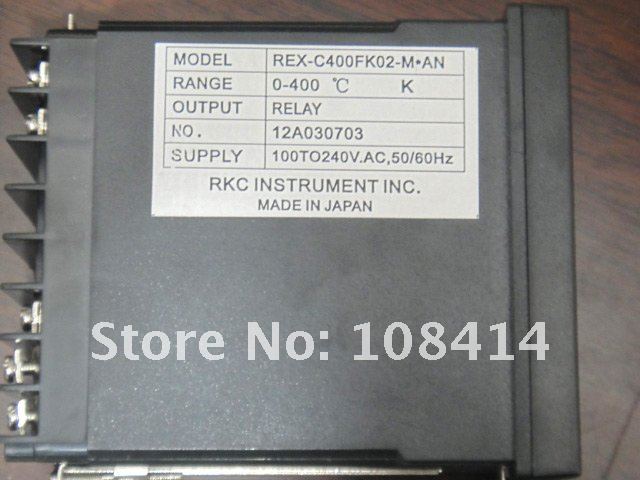 MODEL REX-C400FK02-M*AN
RANGE 0-400 ℃ K
OUTPUT RELAY
NO. 12A030703
SUPPLY 100TO240V.AC,50/60Hz
RKC INSTRUMENT INC.
MADE IN JAPAN
Store No: 108414